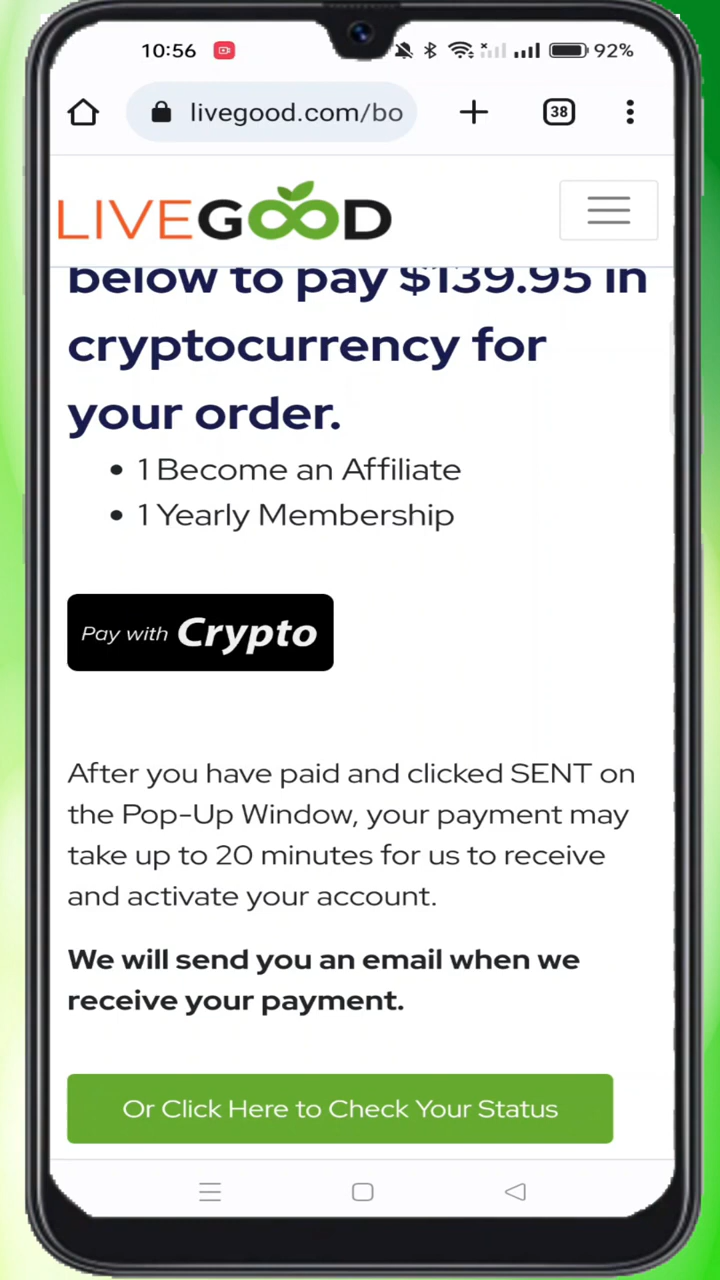 10:56
92%
livegood.com/bo
38
LIVEGOOD
below to pay $139.95 in
cryptocurrency for
your order.
• 1 Become an Affiliate
• 1 Yearly Membership
Pay with Crypto
After you have paid and clicked SENT on
the Pop-Up Window, your payment may
take up to 20 minutes for us to receive
and activate your account.
We will send you an email when we
receive your payment.
Or Click Here to Check Your Status